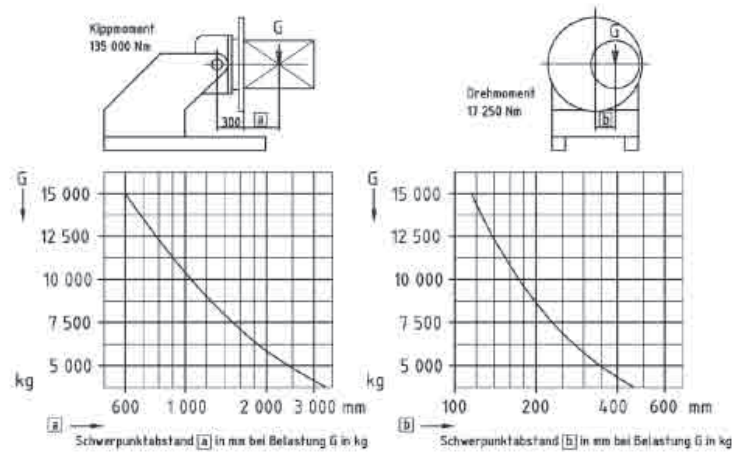 Kippmoment
135 000 Nm
G
300 a
G
Drehmoment
17 250 Nm
b
G
15 000
12 500
10 000
7 500
5 000
kg
600 1 000 2 000 3 000 mm
a
Schwerpunktabstand a in mm bei Belastung G in kg
G
15 000
12 500
10 000
7 500
5 000
kg
100 200 400 600 mm
b
Schwerpunktabstand b in mm bei Belastung G in kg